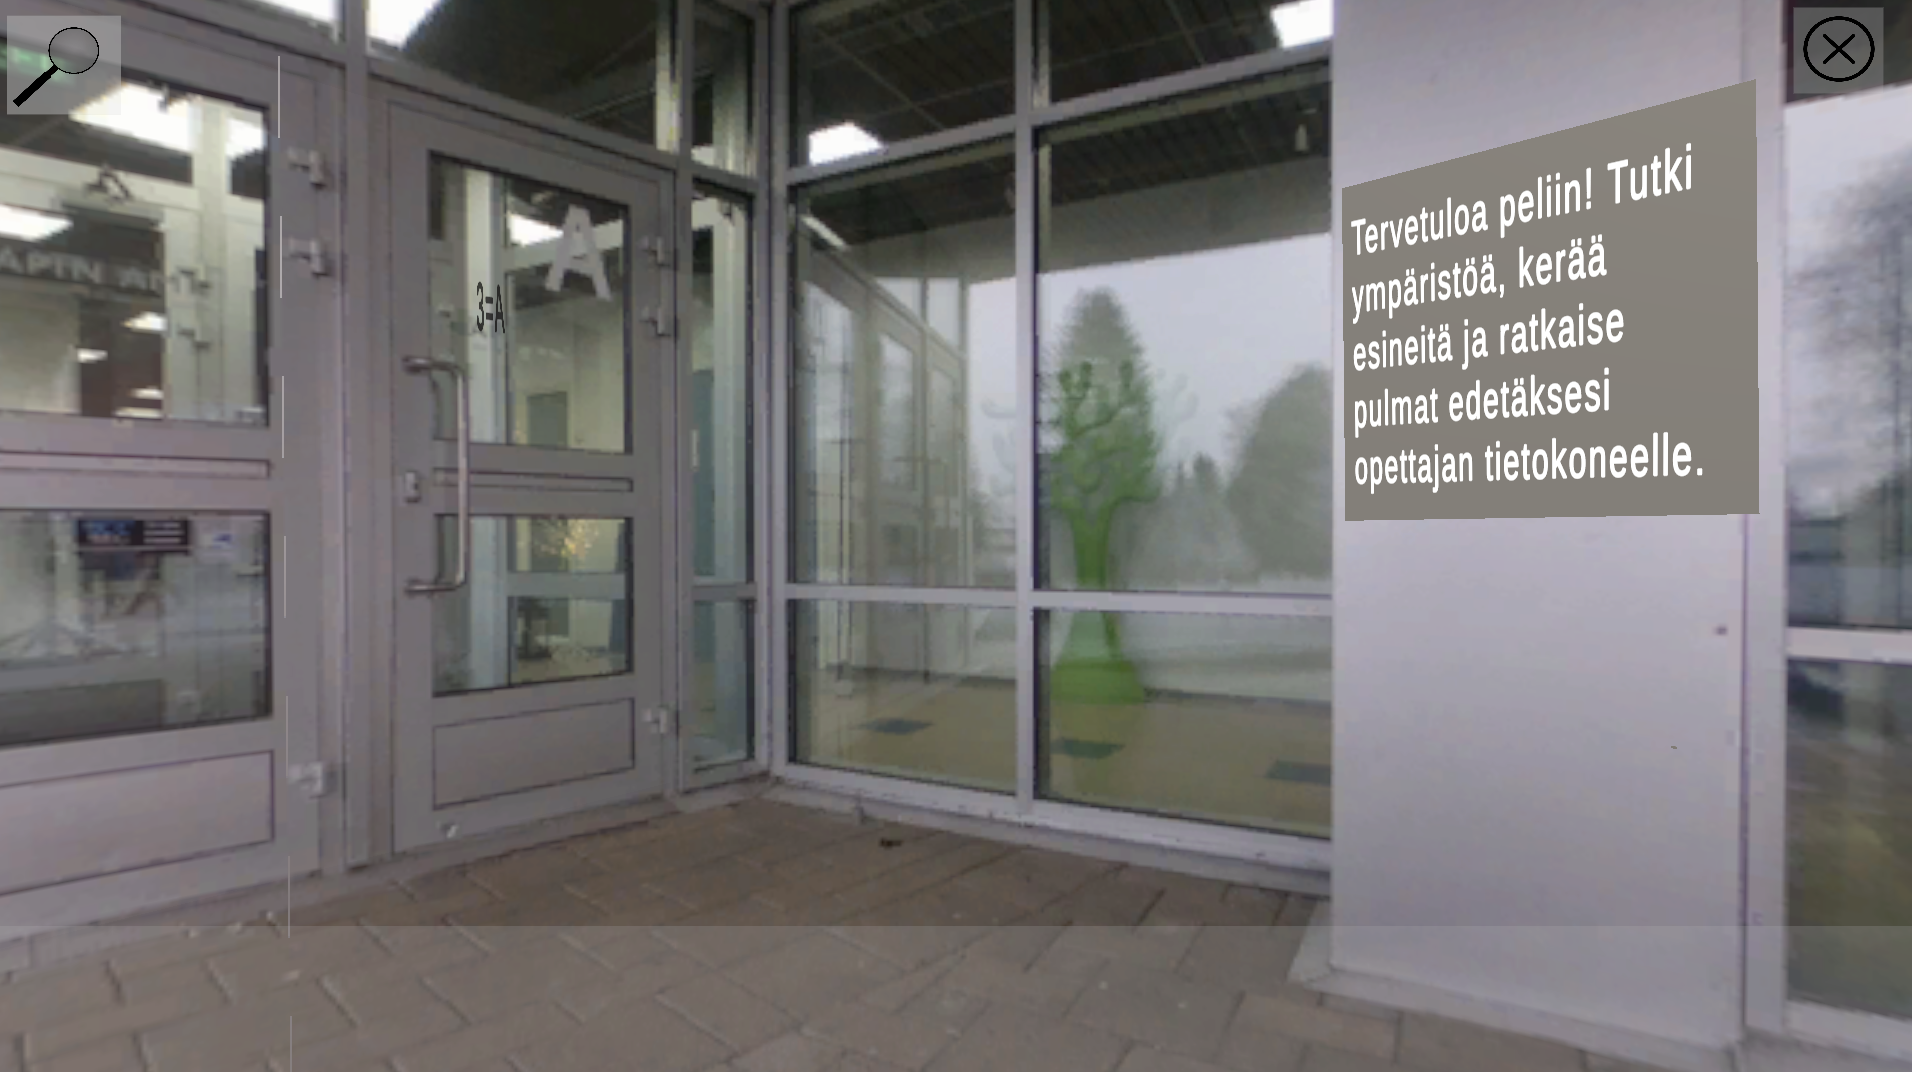 A
3=A
Tervetuloa peliin! Tutki
ympäristöä, kerää
esineitä ja ratkaise
pulmat edetäksesi
opettajan tietokoneelle.